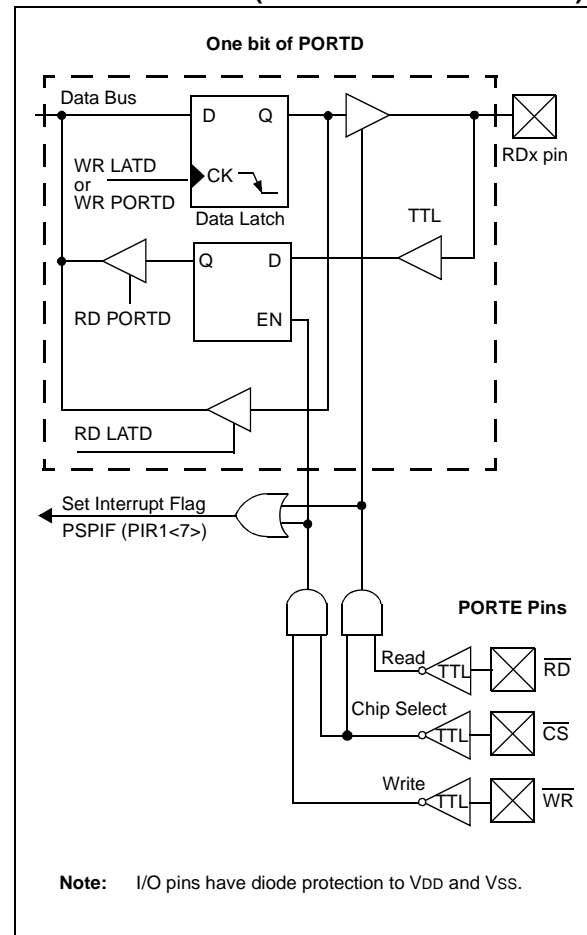 One bit of PORTD
Data Bus
D Q
RDx pin
WR LATD
or
WR PORTD
CK
Data Latch
TTL
Q D
RD PORTD
EN
RD LATD
Set Interrupt Flag
PSPIF (PIR1<7>)
PORTE Pins
Read
TTL
RD
Chip Select
TTL
CS
Write
TTL
WR
Note: I/O pins have diode protection to VDD and VSS.